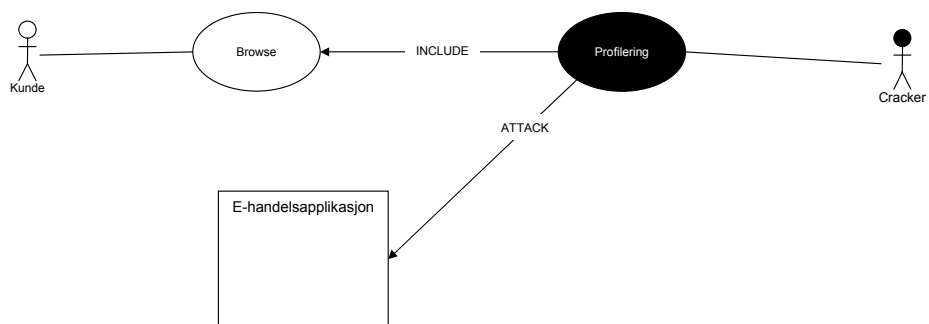 Browse
INCLUDE
Profilering
Kunde
Cracker
ATTACK
E-handelsapplikasjon